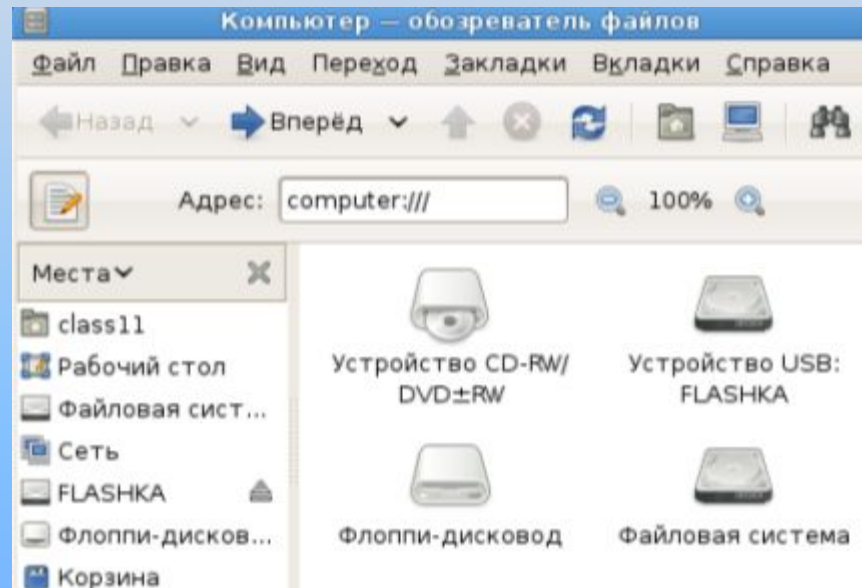 Компьютер — обозреватель файлов
Файл Правка Вид Переход Закладки Вкладки Справка
Назад Вперёд
Адрес: computer:/// 100%
Места
class11
Рабочий стол
Файловая сист...
Сеть
FLASHKA
Флоппи-дисков...
Корзина
Устройство CD-RW/
DVD±RW
Устройство USB:
FLASHKA
Флоппи-дисковод
Файловая система